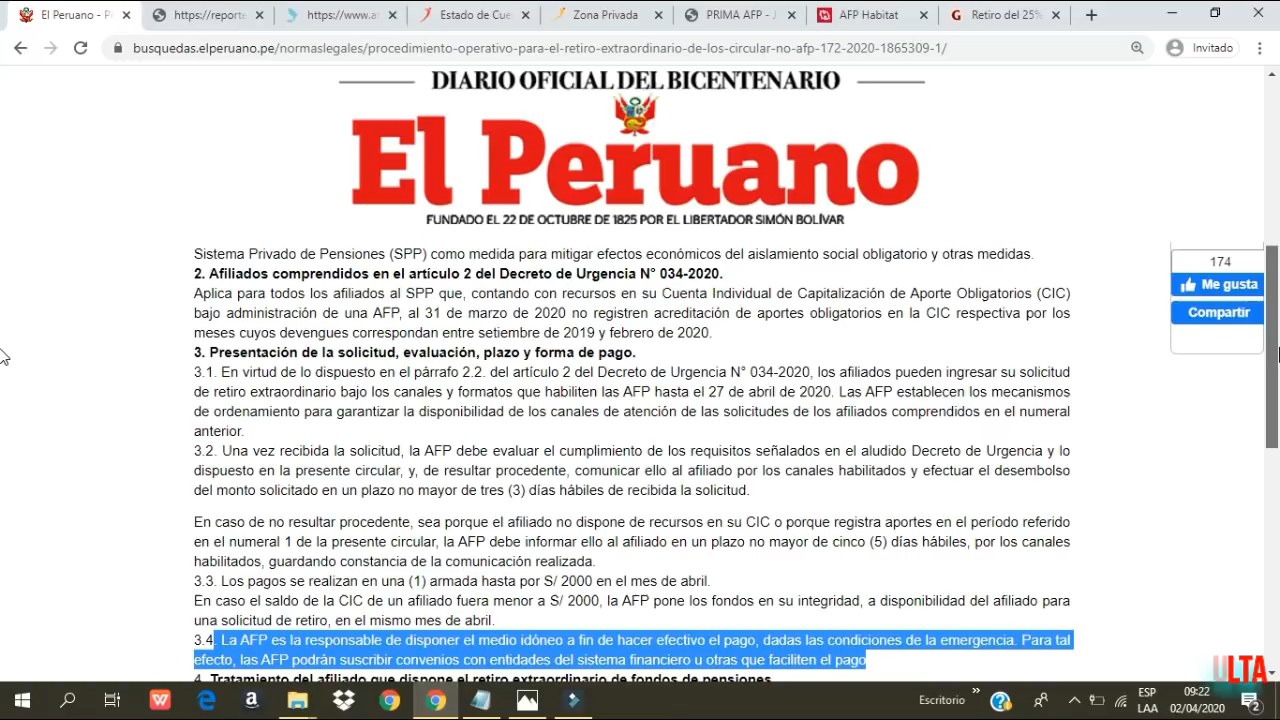 El Peruano - P
https://reporte
https://www.a
Estado de Cue
Zona Privada
PRIMA AFP - J
AFP Habitat
Retiro del 25%
busquedas.elperuano.pe/normaslegales/procedimiento-operativo-para-el-retiro-extraordinario-de-los-circular-no-afp-172-2020-1865309-1/
Invitado
DIARIO OFICIAL DEL BICENTENARIO
El Peruano
FUNDADO EL 22 DE OCTUBRE DE 1825 POR EL LIBERTADOR SIMÓN BOLÍVAR
Sistema Privado de Pensiones (SPP) como medida para mitigar efectos económicos del aislamiento social obligatorio y otras medidas.
2. Afiliados comprendidos en el artículo 2 del Decreto de Urgencia N° 034-2020.
Aplica para todos los afiliados al SPP que, contando con recursos en su Cuenta Individual de Capitalización de Aporte Obligatorios (CIC)
bajo administración de una AFP, al 31 de marzo de 2020 no registren acreditación de aportes obligatorios en la CIC respectiva por los
meses cuyos devengues correspondan entre setiembre de 2019 y febrero de 2020.
3. Presentación de la solicitud, evaluación, plazo y forma de pago.
3.1. En virtud de lo dispuesto en el párrafo 2.2. del artículo 2 del Decreto de Urgencia N° 034-2020, los afiliados pueden ingresar su solicitud
de retiro extraordinario bajo los canales y formatos que habiliten las AFP hasta el 27 de abril de 2020. Las AFP establecen los mecanismos
de ordenamiento para garantizar la disponibilidad de los canales de atención de las solicitudes de los afiliados comprendidos en el numeral
anterior.
3.2. Una vez recibida la solicitud, la AFP debe evaluar el cumplimiento de los requisitos señalados en el aludido Decreto de Urgencia y lo
dispuesto en la presente circular, y, de resultar procedente, comunicar ello al afiliado por los canales habilitados y efectuar el desembolso
del monto solicitado en un plazo no mayor de tres (3) días hábiles de recibida la solicitud.
En caso de no resultar procedente, sea porque el afiliado no dispone de recursos en su CIC o porque registra aportes en el período referido
en el numeral 1 de la presente circular, la AFP debe informar ello al afiliado en un plazo no mayor de cinco (5) días hábiles, por los canales
habilitados, guardando constancia de la comunicación realizada.
3.3. Los pagos se realizan en una (1) armada hasta por S/ 2000 en el mes de abril.
En caso el saldo de la CIC de un afiliado fuera menor a S/ 2000, la AFP pone los fondos en su integridad, a disponibilidad del afiliado para
una solicitud de retiro, en el mismo mes de abril.
3.4. La AFP es la responsable de disponer el medio idóneo a fin de hacer efectivo el pago, dadas las condiciones de la emergencia. Para tal
efecto, las AFP podrán suscribir convenios con entidades del sistema financiero u otras que faciliten el pago
4. Tratamiento del afiliado que dispone el retiro extraordinario de fondos de pensiones
174
Me gusta
Compartir
ULTA
Escritorio
ESP
LAA
09:22
02/04/2020
2